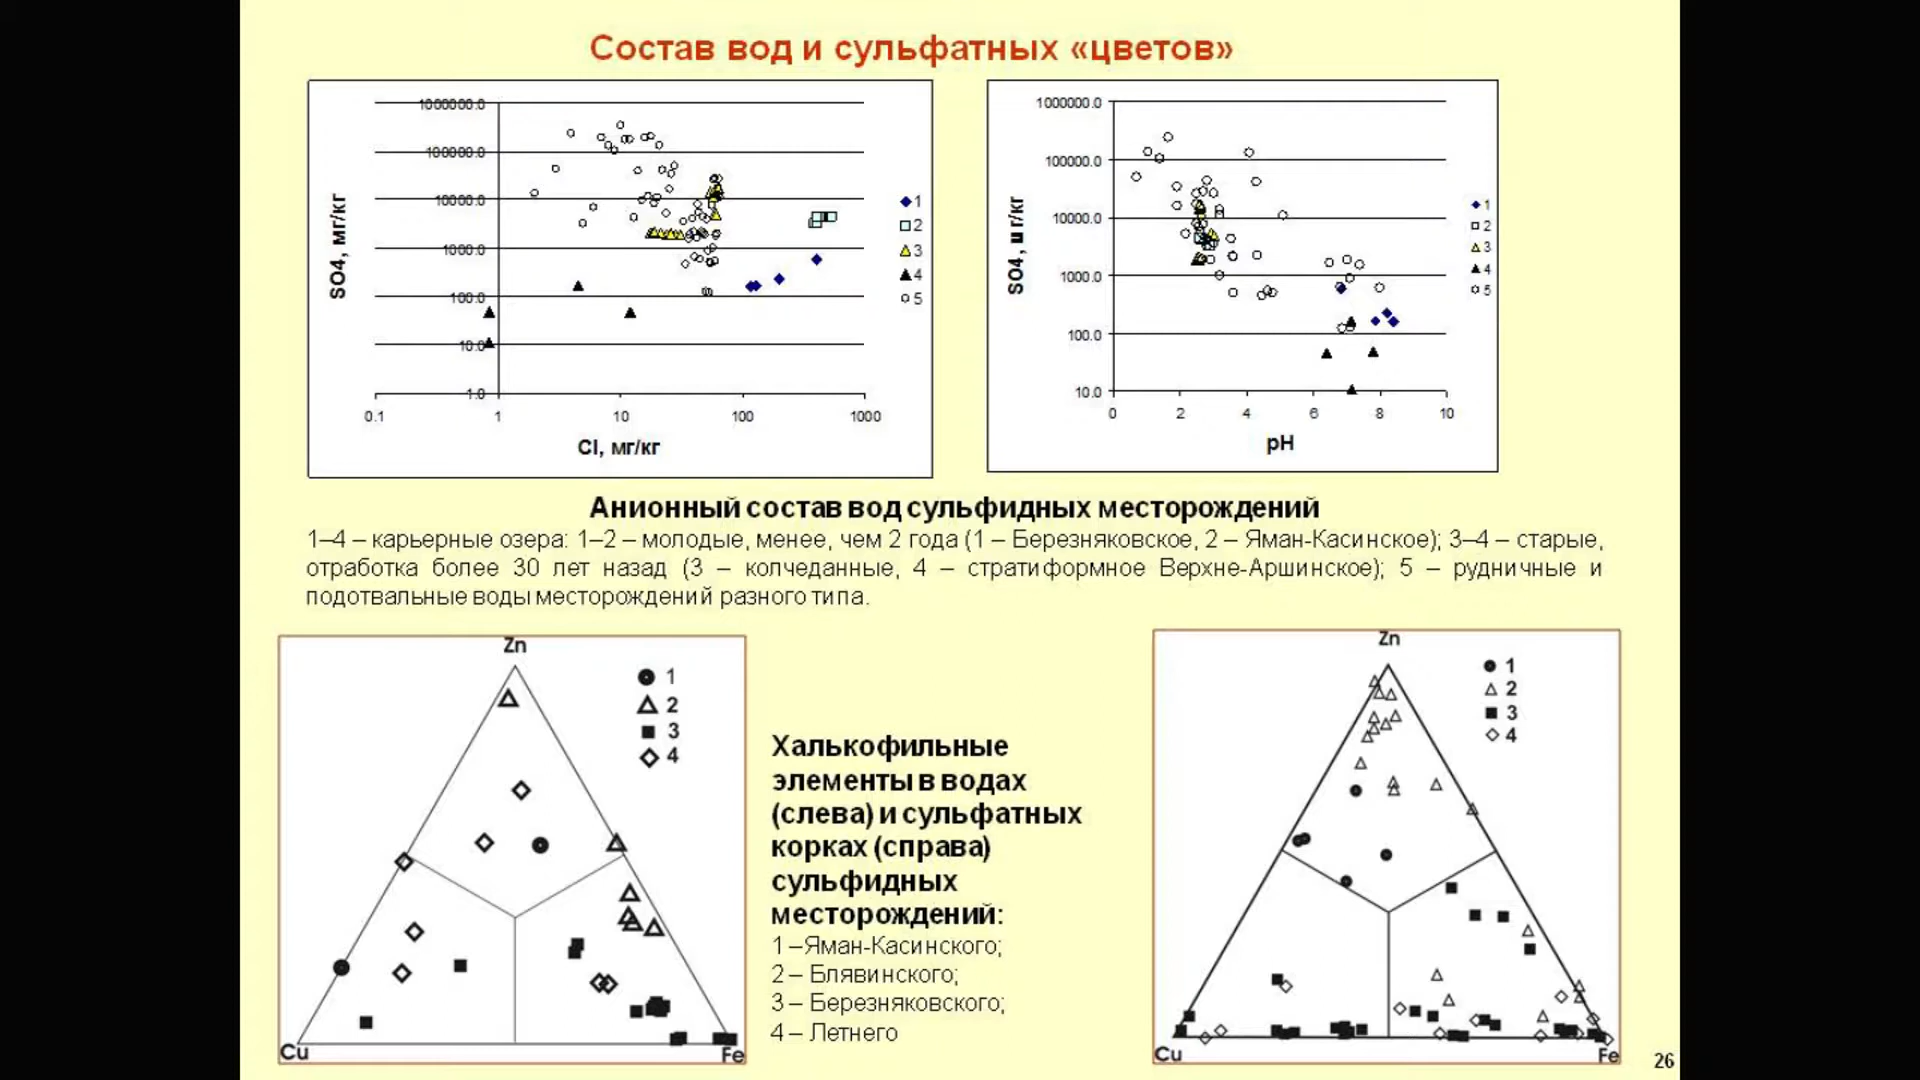 Состав вод и сульфатных «цветов»
1000000.0
100000.0
10000.0
1000.0
100.0
10.0
1.0
0.1 1 10 100 1000
SO4, мг/кг
Cl, мг/кг
1
2
3
4
5
1000000.0
100000.0
10000.0
1000.0
100.0
10.0
0 2 4 6 8 10
SO4, мг/кг
pH
1
2
3
4
5
Анионный состав вод сульфидных месторождений
1–4 – карьерные озера: 1–2 – молодые, менее, чем 2 года (1 – Березняковское, 2 – Яман-Касинское); 3–4 – старые,
отработка более 30 лет назад (3 – колчеданные, 4 – стратиформное Верхне-Аршинское); 5 – рудничные и
подотвальные воды месторождений разного типа.
Zn
1
2
3
4
Cu
Fe
Халькофильные
элементы в водах
(слева) и сульфатных
корках (справа)
сульфидных
месторождений:
1 –Яман-Касинского;
2 – Блявинского;
3 – Березняковского;
4 – Летнего
Zn
1
2
3
4
Cu
Fe
26